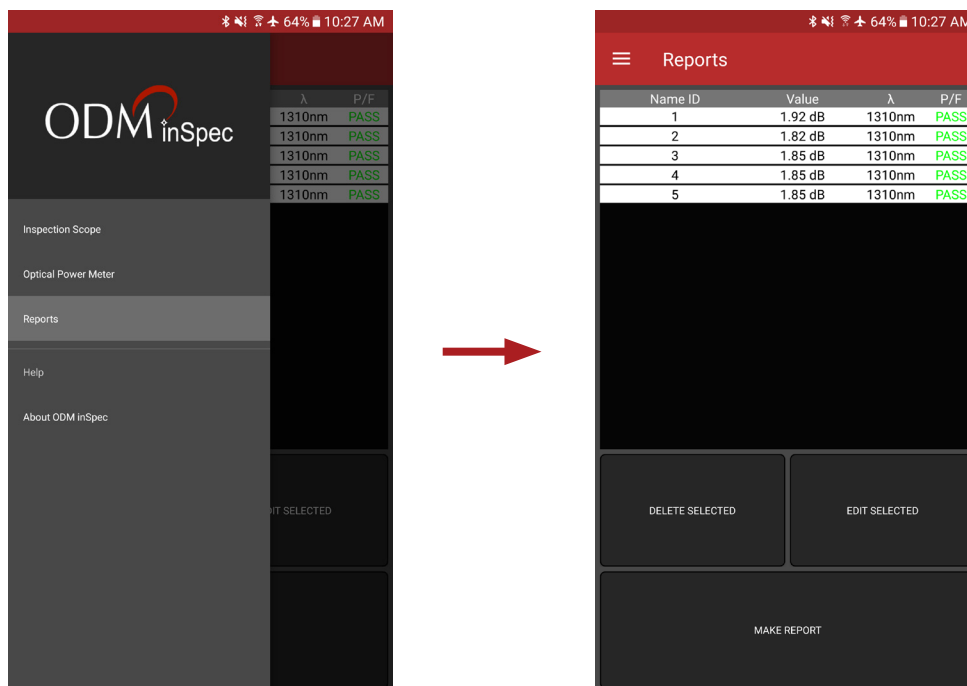 64% 10:27 AM
ODM inSpec
λ P/F
1310nm PASS
1310nm PASS
1310nm PASS
1310nm PASS
1310nm PASS
Inspection Scope
Optical Power Meter
Reports
Help
About ODM inSpec
IT SELECTED
64% 10:27 AM
Reports
Name ID Value λ P/F
1 1.92 dB 1310nm PASS
2 1.82 dB 1310nm PASS
3 1.85 dB 1310nm PASS
4 1.85 dB 1310nm PASS
5 1.85 dB 1310nm PASS
DELETE SELECTED EDIT SELECTED
MAKE REPORT